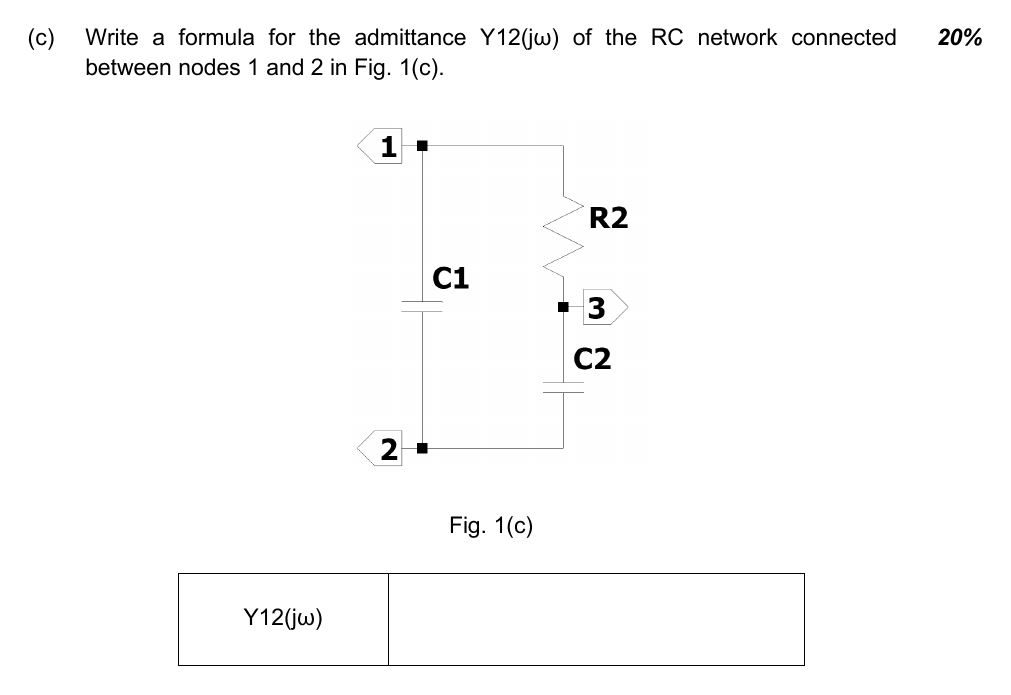 (c) Write a formula for the admittance Y12(jω) of the RC network connected 20%
between nodes 1 and 2 in Fig. 1(c).
1
R2
C1
3
C2
2
Fig. 1(c)
Y12(jω)